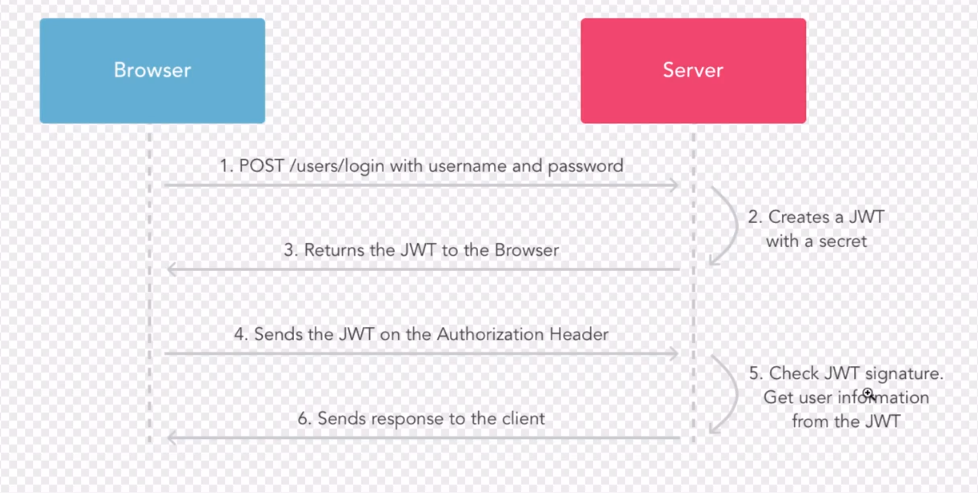 Browser
Server
1. POST /users/login with username and password
2. Creates a JWT
with a secret
3. Returns the JWT to the Browser
4. Sends the JWT on the Authorization Header
5. Check JWT signature.
Get user information
from the JWT
6. Sends response to the client